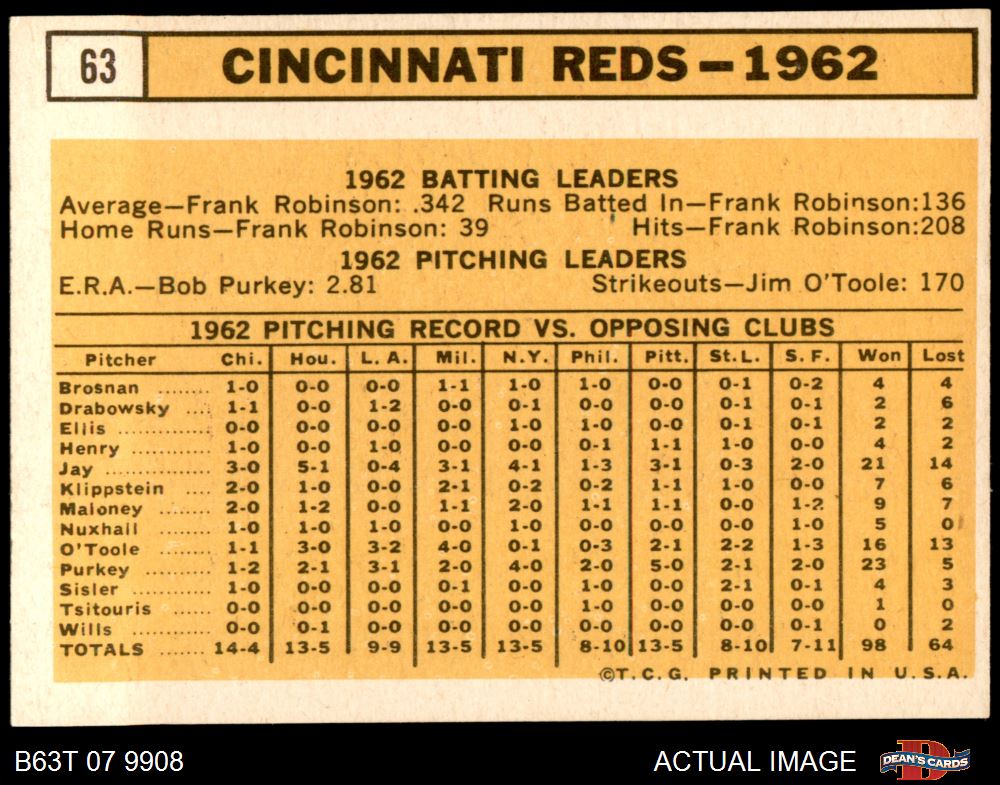 63 CINCINNATI REDS–1962
1962 BATTING LEADERS
Average—Frank Robinson: .342 Runs Batted In—Frank Robinson:136
Home Runs—Frank Robinson: 39 Hits—Frank Robinson:208
1962 PITCHING LEADERS
E.R.A.—Bob Purkey: 2.81 Strikeouts—Jim O'Toole: 170
1962 PITCHING RECORD VS. OPPOSING CLUBS
Pitcher Chi. Hou. L. A. Mil. N.Y. Phil. Pitt. St.L. S. F. Won Lost
Brosnan ........ 1-0 0-0 0-0 1-1 1-0 1-0 0-0 0-1 0-2 4 4
Drabowsky .... 1-1 0-0 1-2 0-0 0-1 0-0 0-0 0-1 0-1 2 6
Ellis .............. 0-0 0-0 0-0 0-0 1-0 1-0 0-0 0-1 0-1 2 2
Henry ............ 1-0 0-0 1-0 0-0 0-0 0-1 1-1 1-0 0-0 4 2
Jay ................ 3-0 5-1 0-4 3-1 4-1 1-3 3-1 0-3 2-0 21 14
Klippstein .... 2-0 1-0 0-0 2-1 0-2 0-2 1-1 1-0 0-0 7 6
Maloney ........ 2-0 1-2 0-0 1-1 2-0 1-1 1-1 0-0 1-2 9 7
Nuxhall ........ 1-0 1-0 1-0 0-0 1-0 0-0 0-0 0-0 1-0 5 0
O'Toole ........ 1-1 3-0 3-2 4-0 0-1 0-3 2-1 2-2 1-3 16 13
Purkey .......... 1-2 2-1 3-1 2-0 4-0 2-0 5-0 2-1 2-0 23 5
Sisler ............ 1-0 0-0 0-0 0-1 0-0 1-0 0-0 2-1 0-1 4 3
Tsitouris ...... 0-0 0-0 0-0 0-0 0-0 1-0 0-0 0-0 0-0 1 0
Wills ............ 0-0 0-1 0-0 0-0 0-0 0-0 0-0 0-0 0-1 0 2
TOTALS ........ 14-4 13-5 9-9 13-5 13-5 8-10 13-5 8-10 7-11 98 64
©T.C.G. PRINTED IN U.S.A.
B63T 07 9908 ACTUAL IMAGE D DEAN'S CARDS